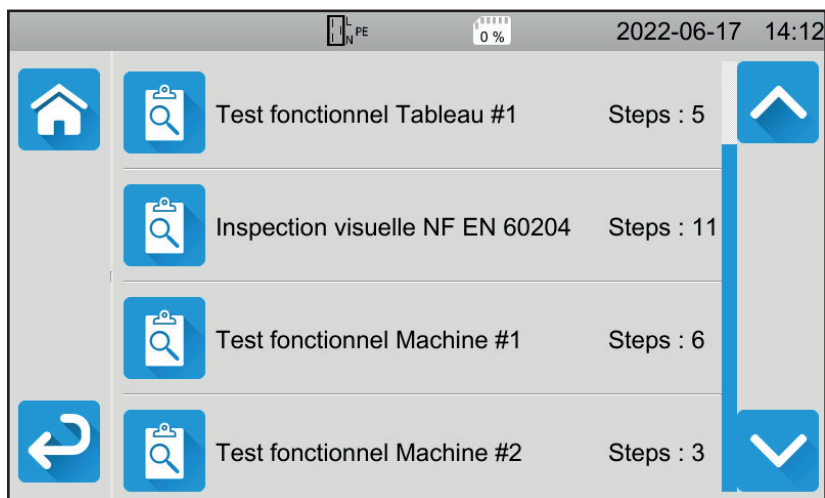 L
N PE
0 %
2022-06-17 14:12
Test fonctionnel Tableau #1 Steps : 5
Inspection visuelle NF EN 60204 Steps : 11
Test fonctionnel Machine #1 Steps : 6
Test fonctionnel Machine #2 Steps : 3